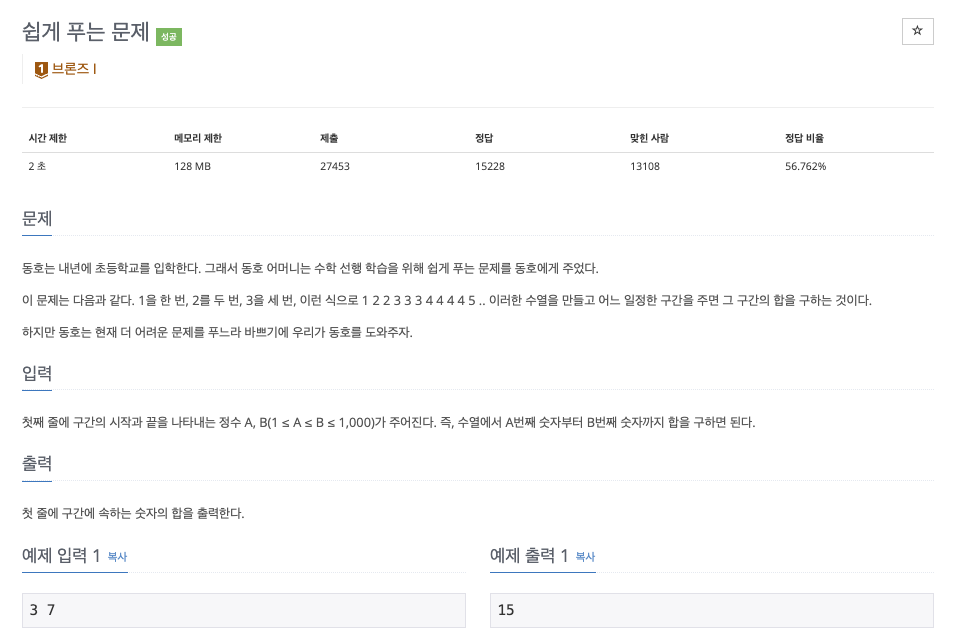 쉽게 푸는 문제 성공
☆
1 브론즈 I
시간 제한 메모리 제한 제출 정답 맞힌 사람 정답 비율
2 초 128 MB 27453 15228 13108 56.762%
문제
동호는 내년에 초등학교를 입학한다. 그래서 동호 어머니는 수학 선행 학습을 위해 쉽게 푸는 문제를 동호에게 주었다.
이 문제는 다음과 같다. 1을 한 번, 2를 두 번, 3을 세 번, 이런 식으로 1 2 2 3 3 3 4 4 4 4 5 .. 이러한 수열을 만들고 어느 일정한 구간을 주면 그 구간의 합을 구하는 것이다.
하지만 동호는 현재 더 어려운 문제를 푸느라 바쁘기에 우리가 동호를 도와주자.
입력
첫째 줄에 구간의 시작과 끝을 나타내는 정수 A, B(1 ≤ A ≤ B ≤ 1,000)가 주어진다. 즉, 수열에서 A번째 숫자부터 B번째 숫자까지 합을 구하면 된다.
출력
첫 줄에 구간에 속하는 숫자의 합을 출력한다.
예제 입력 1 복사
3 7
예제 출력 1 복사
15